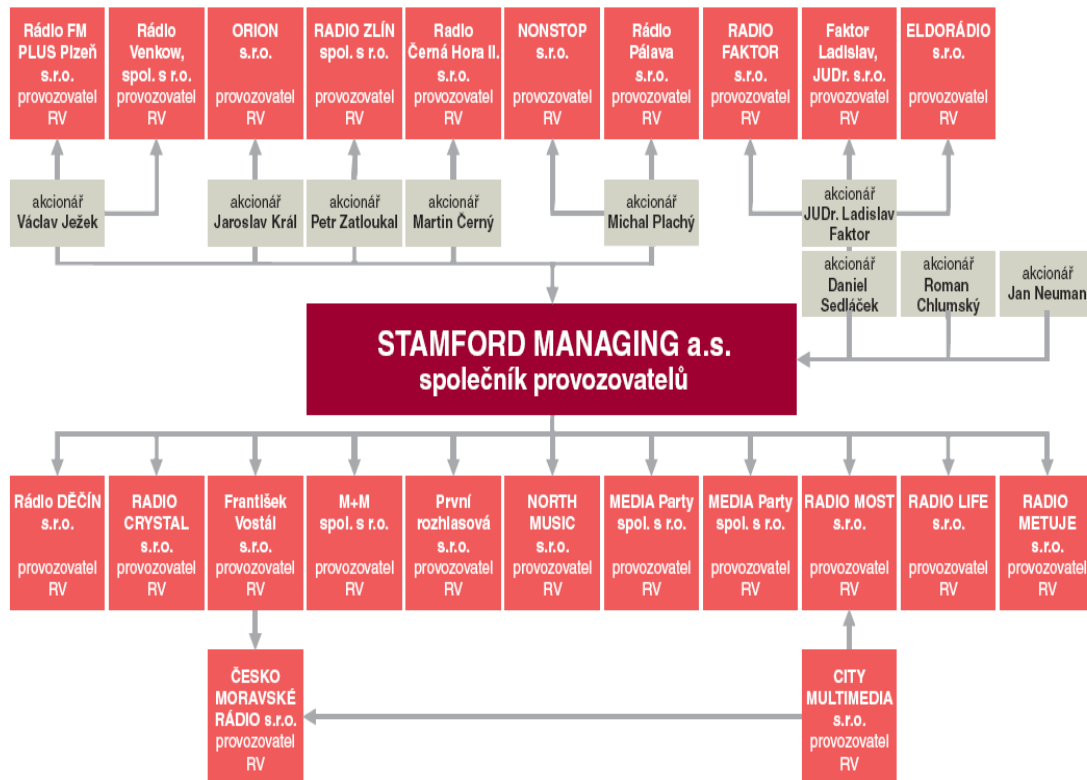 Rádio FM
PLUS Plzeň
s.r.o.
provozovatel
RV
Rádio
Venkow,
spol. s r.o.
provozovatel
RV
ORION
s.r.o.
provozovatel
RV
RADIO ZLÍN
spol. s r.o.
provozovatel
RV
Radio
Černá Hora II.
s.r.o.
provozovatel
RV
NONSTOP
s.r.o.
provozovatel
RV
Rádio
Pálava
s.r.o.
provozovatel
RV
RADIO
FAKTOR
s.r.o.
provozovatel
RV
Faktor
Ladislav,
JUDr. s.r.o.
provozovatel
RV
ELDORÁDIO
s.r.o.
provozovatel
RV
akcionář
Václav Ježek
akcionář
Jaroslav Král
akcionář
Petr Zatloukal
akcionář
Martin Černý
akcionář
Michal Plachý
akcionář
JUDr. Ladislav
Faktor
akcionář
Daniel
Sedláček
akcionář
Roman
Chlumský
akcionář
Jan Neuman
STAMFORD MANAGING a.s.
společník provozovatelů
Rádio DĚČÍN
s.r.o.
provozovatel
RV
RADIO
CRYSTAL
s.r.o.
provozovatel
RV
František
Vostál
s.r.o.
provozovatel
RV
M+M
spol. s r.o.
provozovatel
RV
První
rozhlasová
s.r.o.
provozovatel
RV
NORTH
MUSIC
s.r.o.
provozovatel
RV
MEDIA Party
spol. s r.o.
provozovatel
RV
MEDIA Party
spol. s r.o.
provozovatel
RV
RADIO MOST
s.r.o.
provozovatel
RV
RADIO LIFE
s.r.o.
provozovatel
RV
RADIO
METUJE
s.r.o.
provozovatel
RV
ČESKO
MORAVSKÉ
RÁDIO s.r.o.
provozovatel
RV
CITY
MULTIMEDIA
s.r.o.
provozovatel
RV